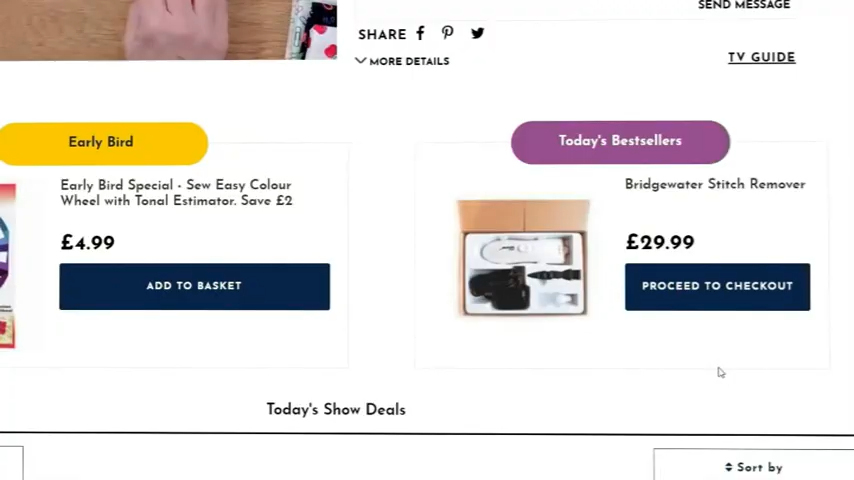 SEND MESSAGE
SHARE
MORE DETAILS
TV GUIDE
Early Bird
Today's Bestsellers
Early Bird Special - Sew Easy Colour
Wheel with Tonal Estimator. Save £2
£4.99
ADD TO BASKET
Bridgewater Stitch Remover
£29.99
PROCEED TO CHECKOUT
Today's Show Deals
Sort by